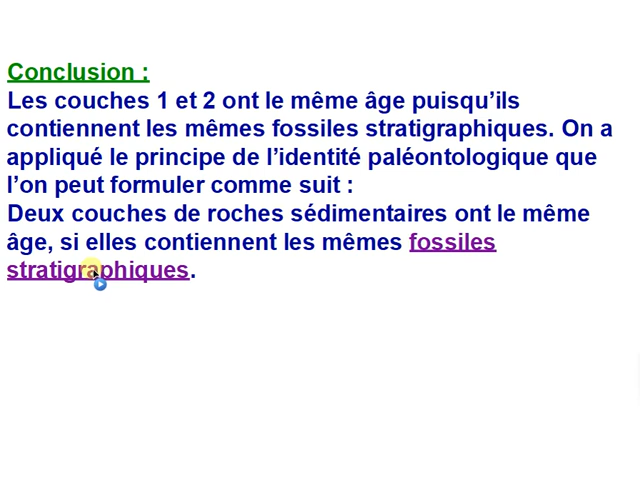 Conclusion :
Les couches 1 et 2 ont le même âge puisqu’ils
contiennent les mêmes fossiles stratigraphiques. On a
appliqué le principe de l’identité paléontologique que
l’on peut formuler comme suit :
Deux couches de roches sédimentaires ont le même
âge, si elles contiennent les mêmes fossiles
stratigraphiques.